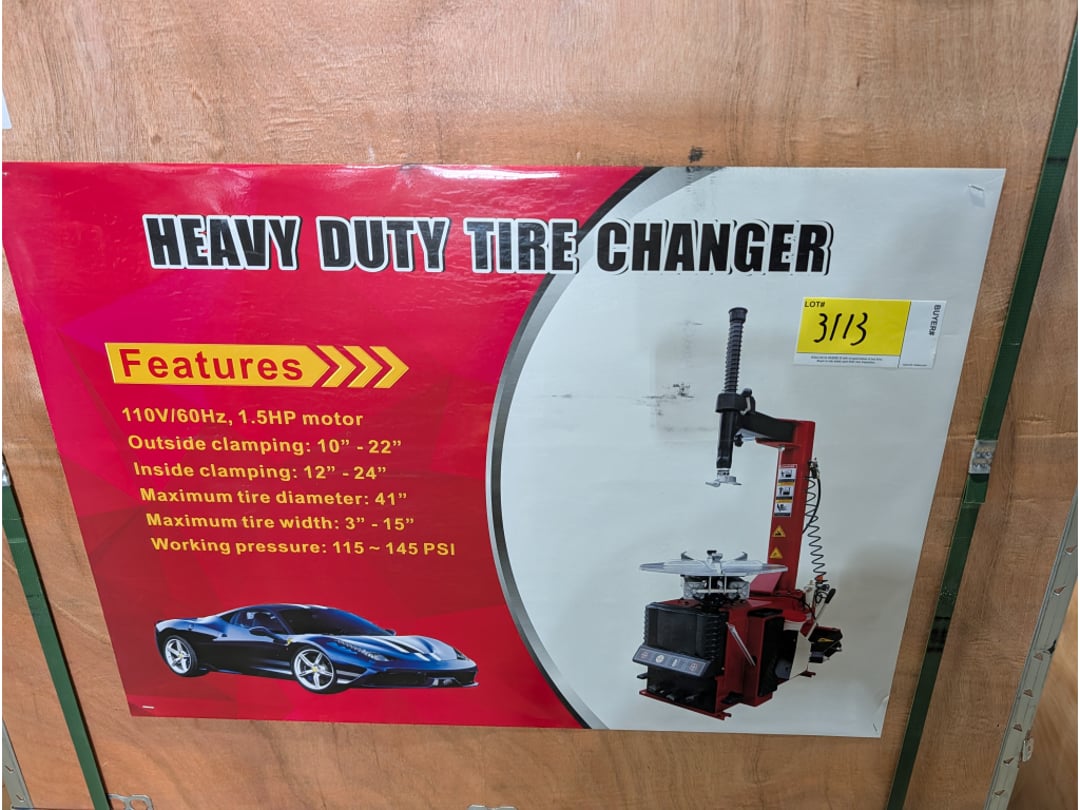 HEAVY DUTY TIRE CHANGER
LOT#
3113
BUYER#
Features
110V/60Hz, 1.5HP motor
Outside clamping: 10” - 22”
Inside clamping: 12” - 24”
Maximum tire diameter: 41”
Maximum tire width: 3” - 15”
Working pressure: 115 ~ 145 PSI